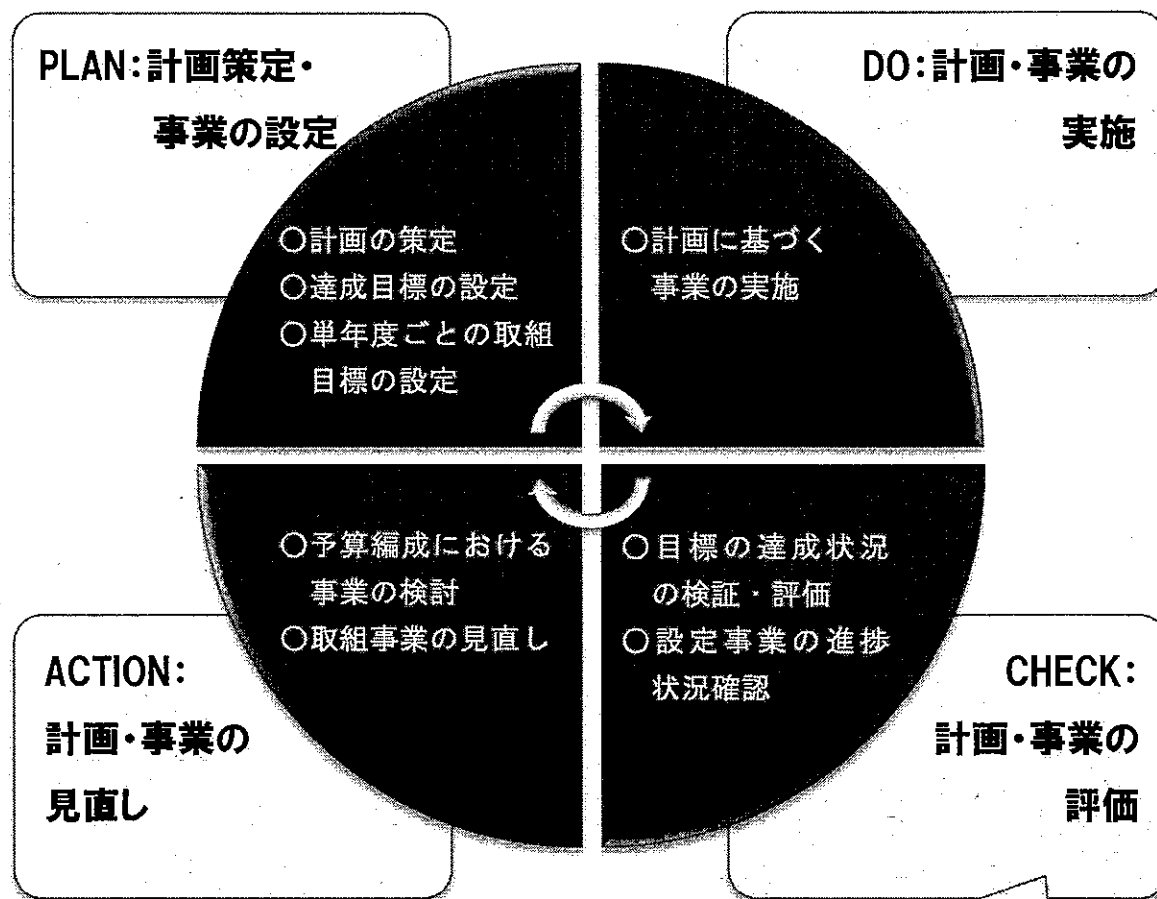 PLAN:計画策定・
事業の設定
○計画の策定
○達成目標の設定
○単年度ごとの取組
目標の設定
DO:計画・事業の
実施
○計画に基づく
事業の実施
CHECK:
計画・事業の
評価
○目標の達成状況
の検証・評価
○設定事業の進捗
状況確認
ACTION:
計画・事業の
見直し
○予算編成における
事業の検討
○取組事業の見直し